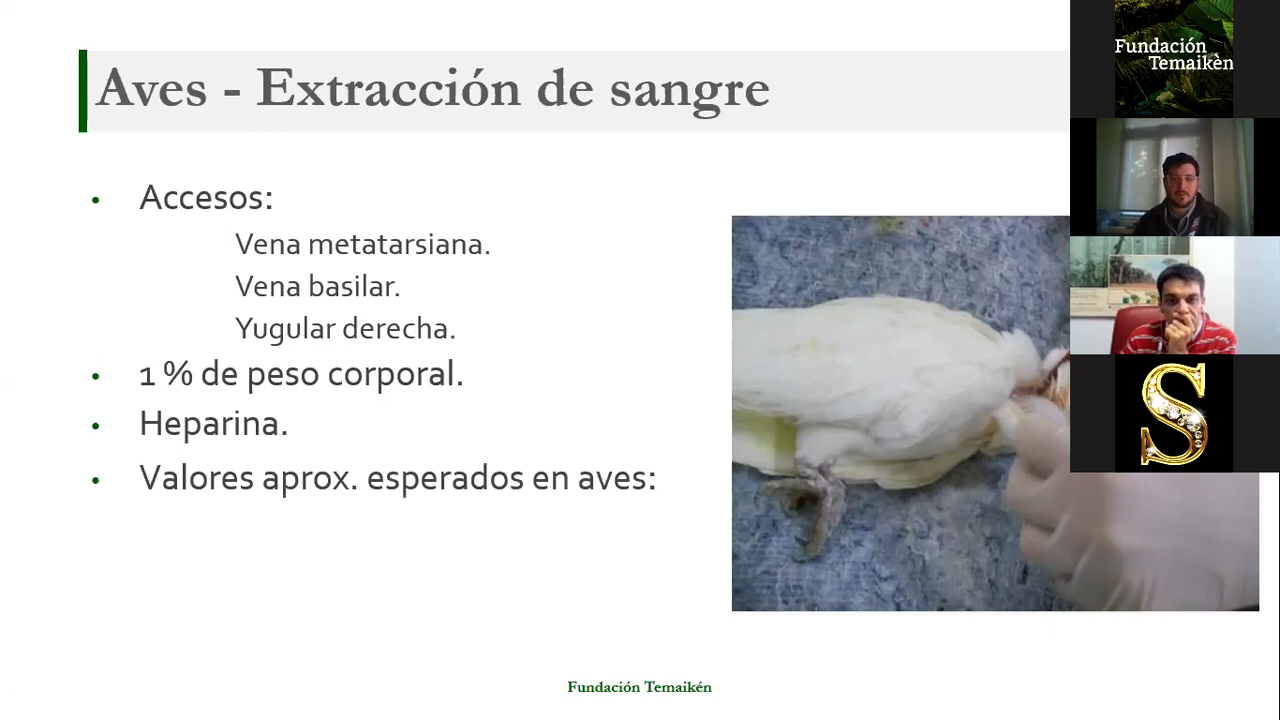 Aves - Extracción de sangre
Accesos:
Vena metatarsiana.
Vena basilar.
Yugular derecha.
1 % de peso corporal.
Heparina.
Valores aprox. esperados en aves:
Fundación Temaikén
Fundación
Temaikèn
S